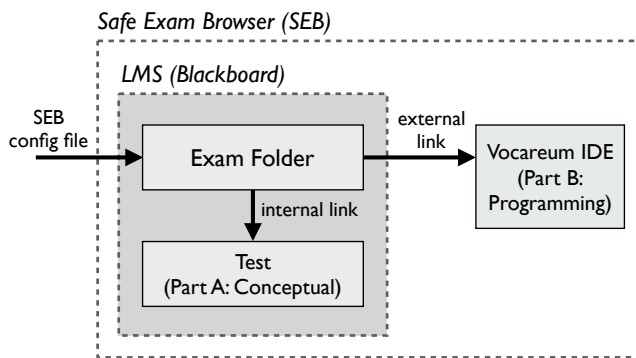 Safe Exam Browser (SEB)
LMS (Blackboard)
SEB
config file
Exam Folder
external
link
Vocareum IDE
(Part B:
Programming)
internal link
Test
(Part A: Conceptual)